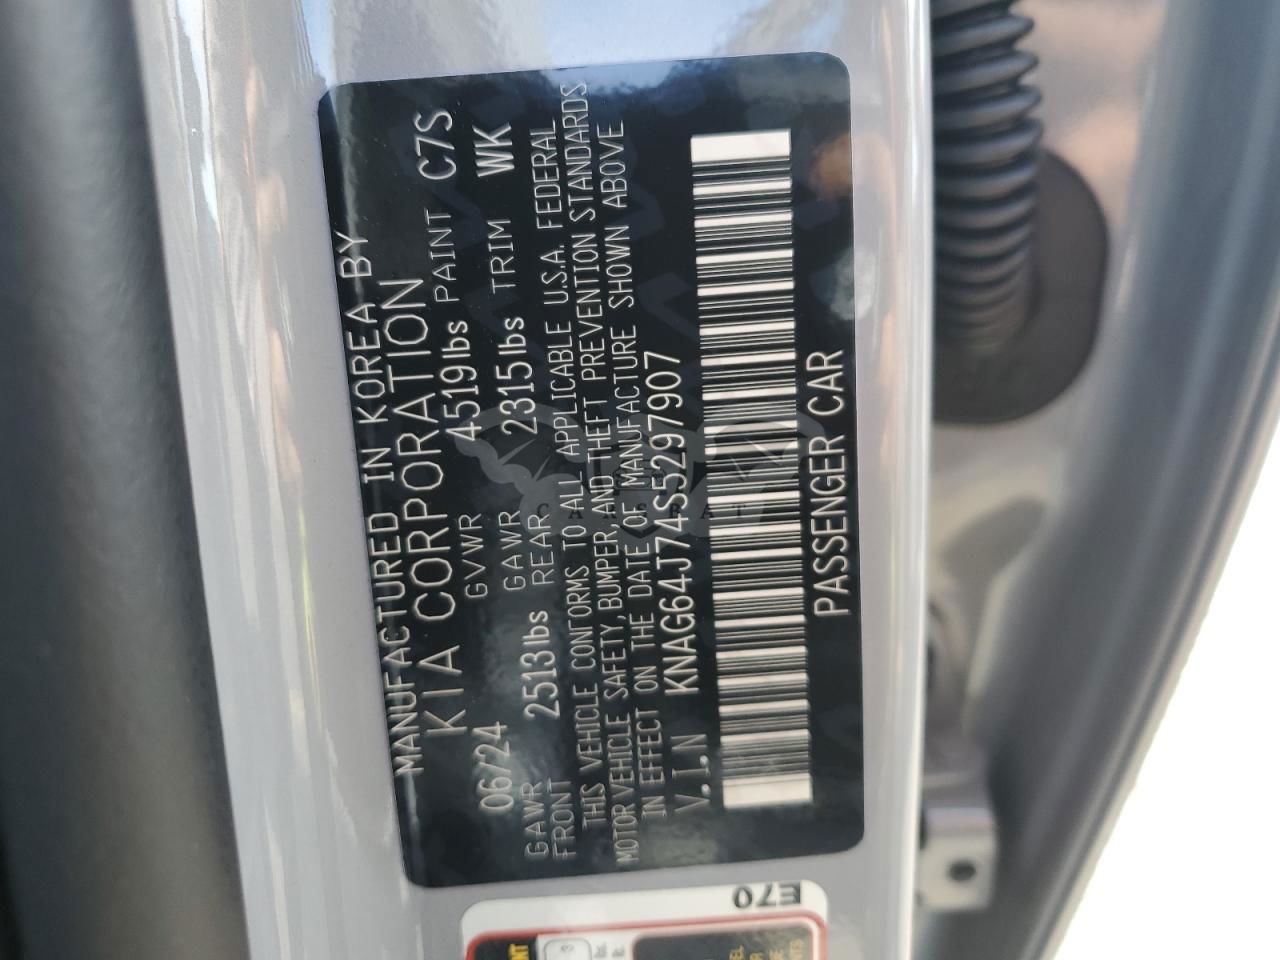 MANUFACTURED IN KOREA BY
KIA CORPORATION
06/24 GVWR 4519lbs PAINT C7S
GAWR FRONT 2513lbs GAWR REAR 2315lbs TRIM WK
THIS VEHICLE CONFORMS TO ALL APPLICABLE U.S.A. FEDERAL
MOTOR VEHICLE SAFETY, BUMPER, AND THEFT PREVENTION STANDARDS
IN EFFECT ON THE DATE OF MANUFACTURE SHOWN ABOVE
V.I.N KNAG64J74S5297907
PASSENGER CAR
E70